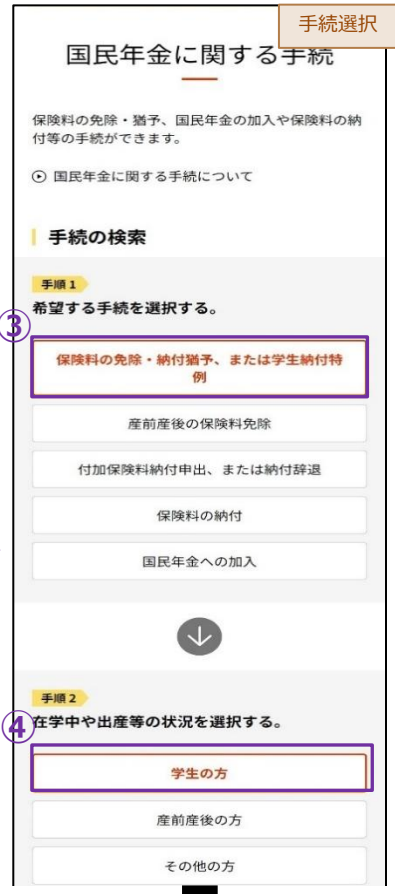 手続選択
国民年金に関する手続
保険料の免除・猶予、国民年金の加入や保険料の納
付等の手続ができます。
国民年金に関する手続について
手続の検索
手順1
希望する手続を選択する。
③
保険料の免除・納付猶予、または学生納付特
例
産前産後の保険料免除
付加保険料納付申出、または納付辞退
保険料の納付
国民年金への加入
手順2
④
在学中や出産等の状況を選択する。
学生の方
産前産後の方
その他の方